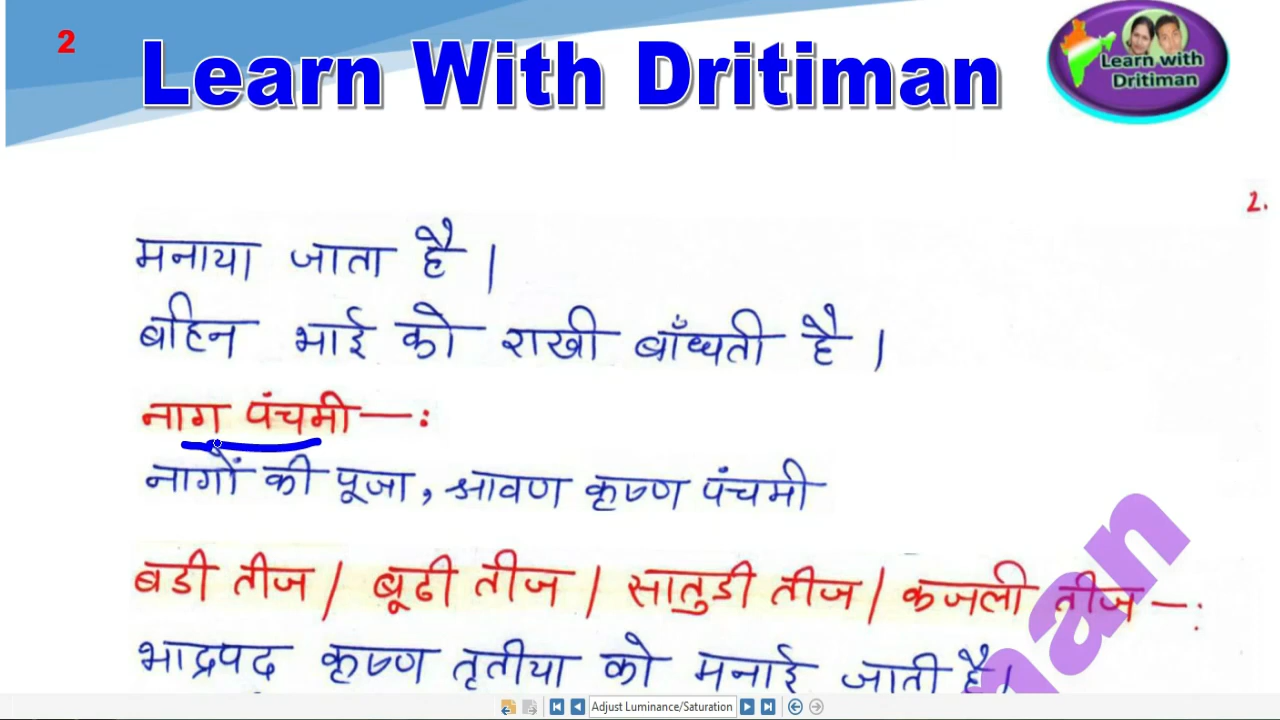 2
Learn With Dritiman
Learn with
Dritiman
2.
मनाया जाता है।
बहिन भाई को राखी बाँध्धती है।
नाग पंचमी—:
नागों की पूजा, श्रावण कृष्ण पंचमी
बडी तीज / बूढी तीज / सातुडी तीज / कजली तीज—:
भाद्रपद कृष्ण तृतीया को मनाई जाती है।
man
Adjust Luminance/Saturation